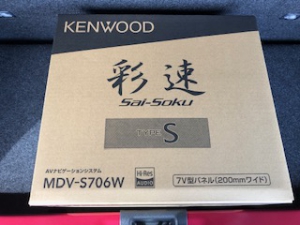 KENWOOD
彩速
Sai-Soku
TYPE S
AVナビゲーションシステム
MDV-S706W
Hi-Res
AUDIO
7V型パネル(200mmワイド)